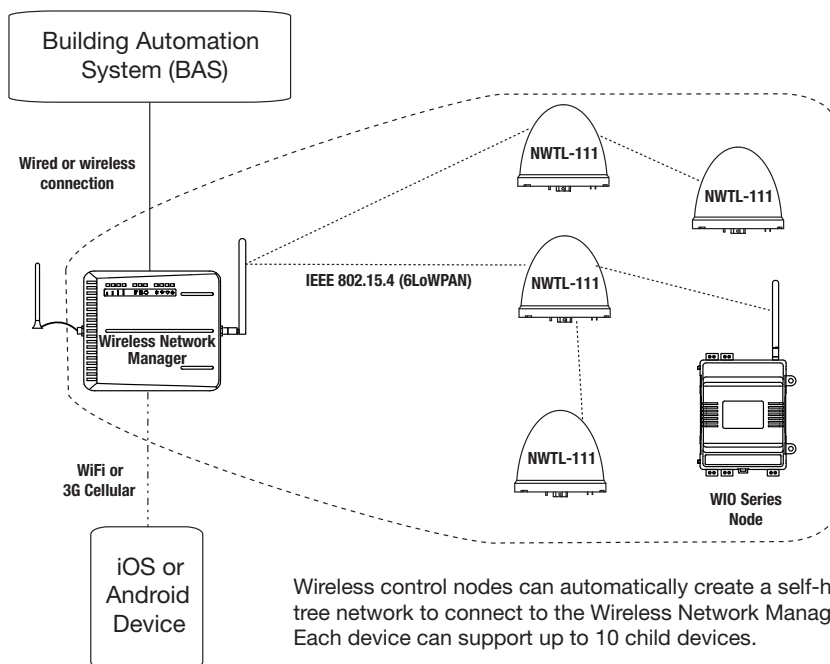 Building Automation
System (BAS)
Wired or wireless
connection
NWTL-111
NWTL-111
IEEE 802.15.4 (6LoWPAN)
NWTL-111
Wireless Network
Manager
NWTL-111
WiFi or
3G Cellular
WIO Series
Node
iOS or
Android
Device
Wireless control nodes can automatically create a self-h
tree network to connect to the Wireless Network Manag
Each device can support up to 10 child devices.